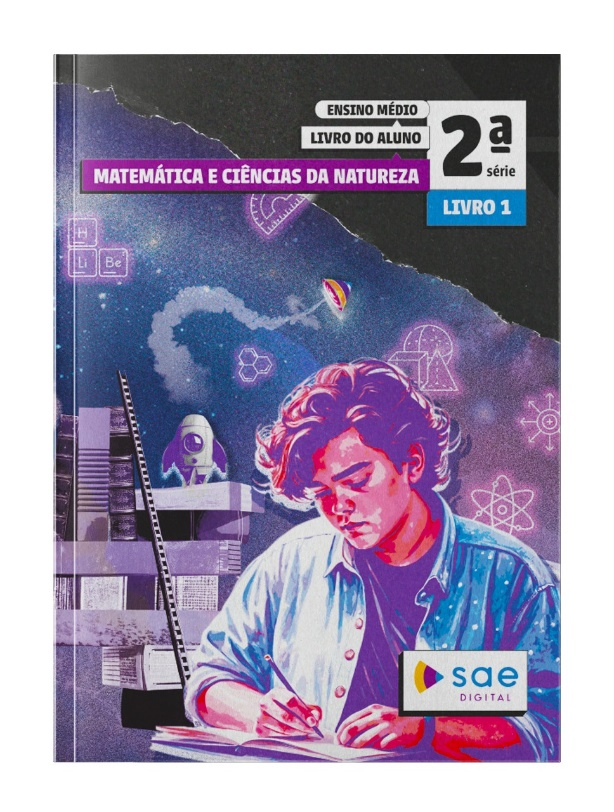 ENSINO MÉDIO
LIVRO DO ALUNO
2ª
série
MATEMÁTICA E CIÊNCIAS DA NATUREZA
LIVRO 1
H
Li Be
sae
DIGITAL